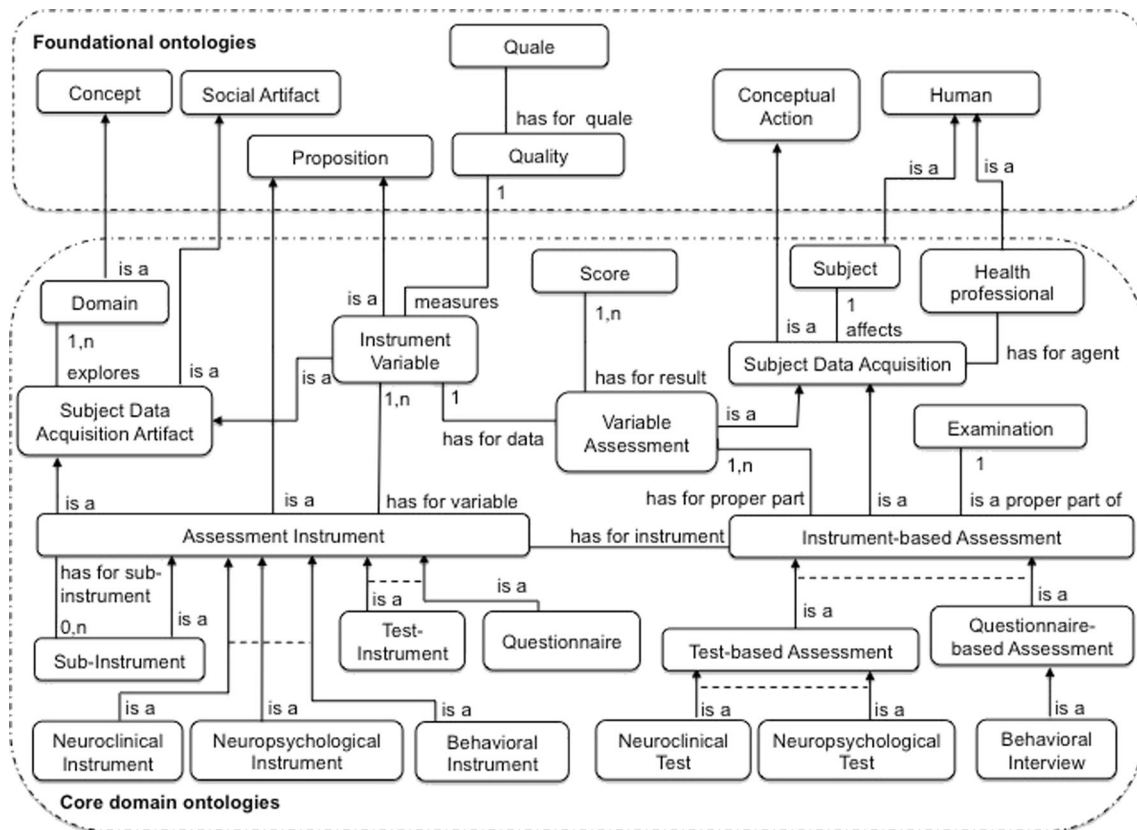 Foundational ontologies
Quale
Concept
Social Artifact
Conceptual
Action
Human
has for quale
Proposition
Quality
is a
is a
1
is a
Domain
Score
Subject
Health
professional
is a
measures
1,n
Instrument
Variable
1,n
1
affects
is a
explores
is a
is a
Subject Data Acquisition
has for agent
has for result
Subject Data
Acquisition Artifact
1,n
1
Variable
Assessment
is a
Examination
has for data
1,n
1
is a
is a
has for variable
has for proper part
is a
is a proper part of
Assessment Instrument
has for instrument
Instrument-based Assessment
has for sub-
instrument
is a
is a
is a
is a
is a
0,n
Test-
Instrument
Questionnaire
Questionnaire-
based Assessment
Sub-Instrument
Test-based Assessment
is a
is a
is a
is a
is a
is a
Neuroclinical
Instrument
Neuropsychological
Instrument
Behavioral
Instrument
Neuroclinical
Test
Neuropsychological
Test
Behavioral
Interview
Core domain ontologies